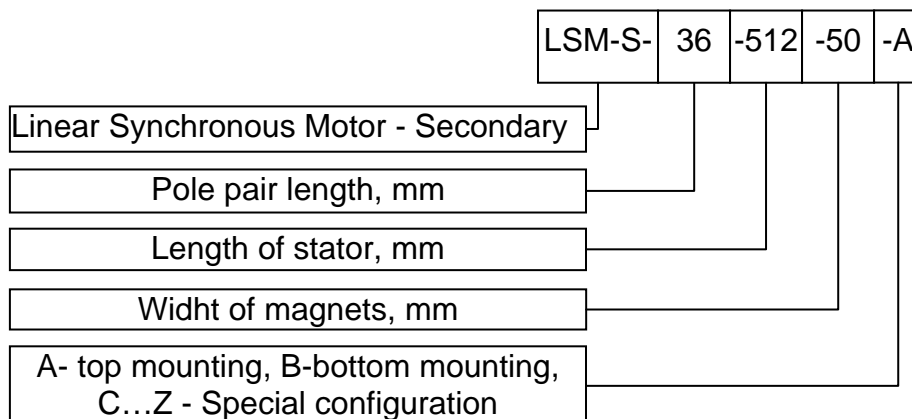 LSM-S- 36 -512 -50 -A
Linear Synchronous Motor - Secondary
Pole pair length, mm
Length of stator, mm
Widht of magnets, mm
A- top mounting, B-bottom mounting,
C...Z - Special configuration